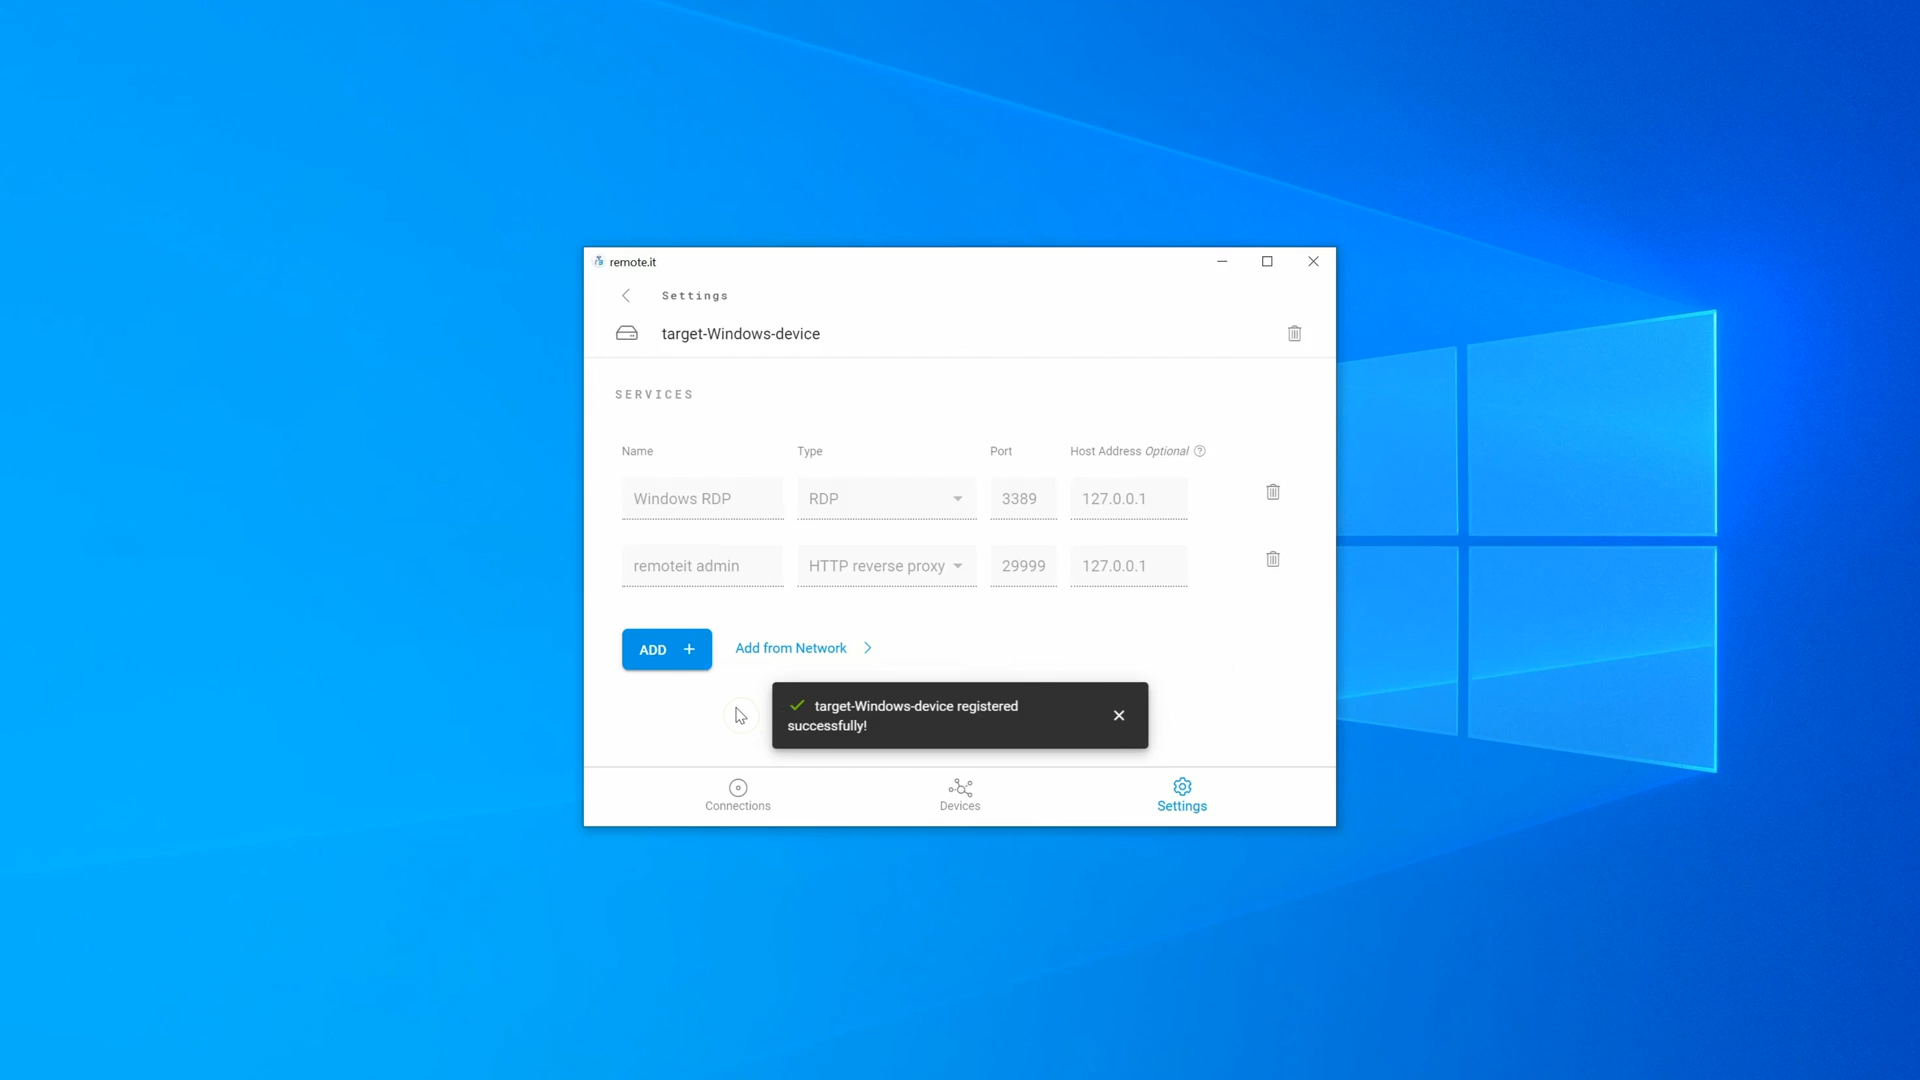 remote.it
Settings
target-Windows-device
SERVICES
Name Type Port Host Address Optional
Windows RDP RDP 3389 127.0.0.1
remoteit admin HTTP reverse proxy 29999 127.0.0.1
ADD + Add from Network
target-Windows-device registered
successfully!
Connections Devices Settings